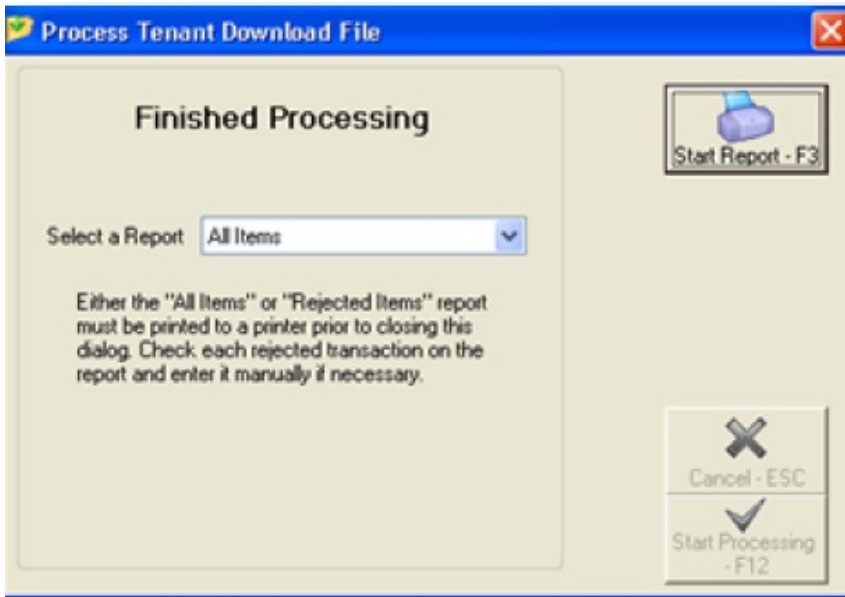 Process Tenant Download File
Finished Processing
Start Report - F3
Select a Report All Items
Either the "All Items" or "Rejected Items" report
must be printed to a printer prior to closing this
dialog. Check each rejected transaction on the
report and enter it manually if necessary.
Cancel - ESC
Start Processing
- F12